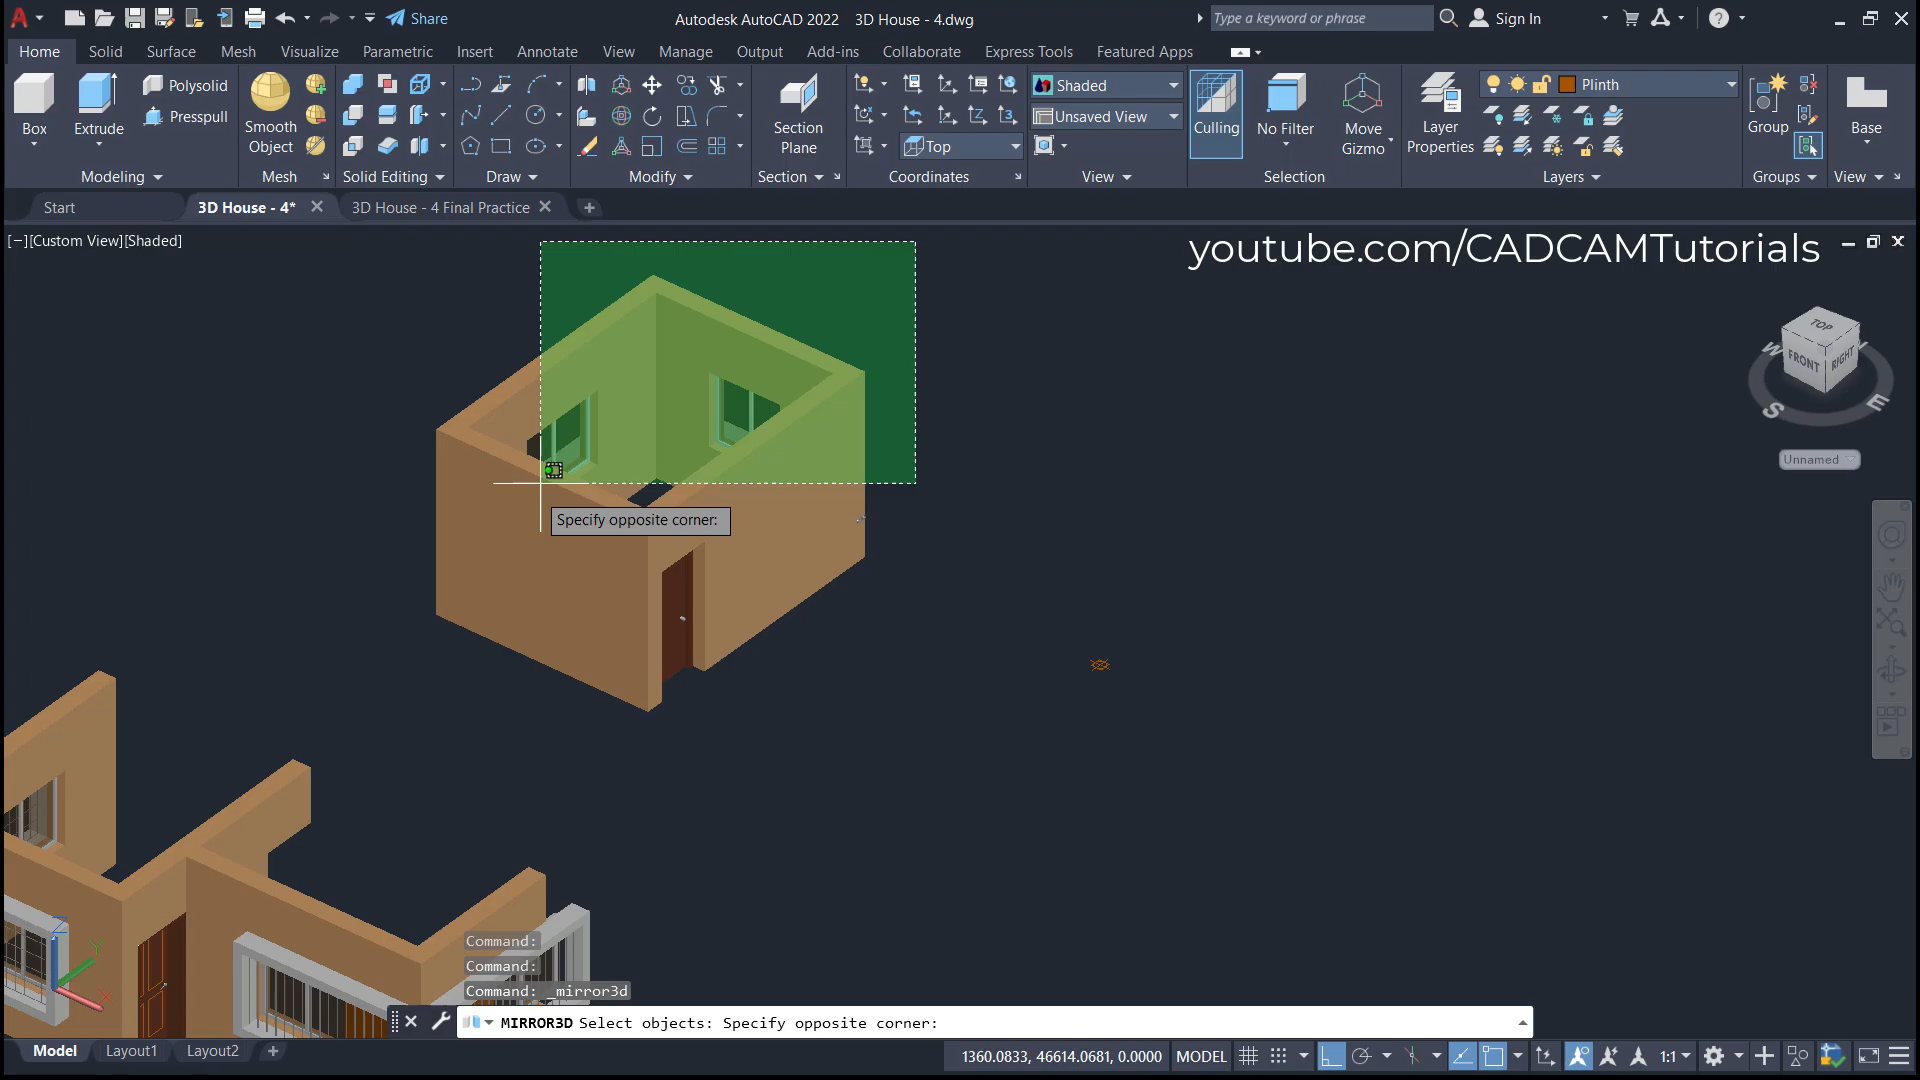 Share
Autodesk AutoCAD 2022 3D House - 4.dwg
Type a keyword or phrase
Sign In
Home Solid Surface Mesh Visualize Parametric Insert Annotate View Manage Output Add-ins Collaborate Express Tools Featured Apps
Box
Extrude
Polysolid
Presspull
Smooth
Object
Section
Plane
Top
Shaded
Unsaved View
Culling
No Filter
Move
Gizmo
Layer
Properties
Plinth
Group
Base
Modeling Mesh Solid Editing Draw Modify Section Coordinates View Selection Layers Groups View
Start
3D House - 4*
3D House - 4 Final Practice
[−][Custom View][Shaded]
youtube.com/CADCAMTutorials
TOP
FRONT
RIGHT
W
S
E
Unnamed
Specify opposite corner:
Z
Y
X
Command:
Command:
Command: _mirror3d
MIRROR3D Select objects: Specify opposite corner:
Model Layout1 Layout2
1360.0833, 46614.0681, 0.0000 MODEL
1:1